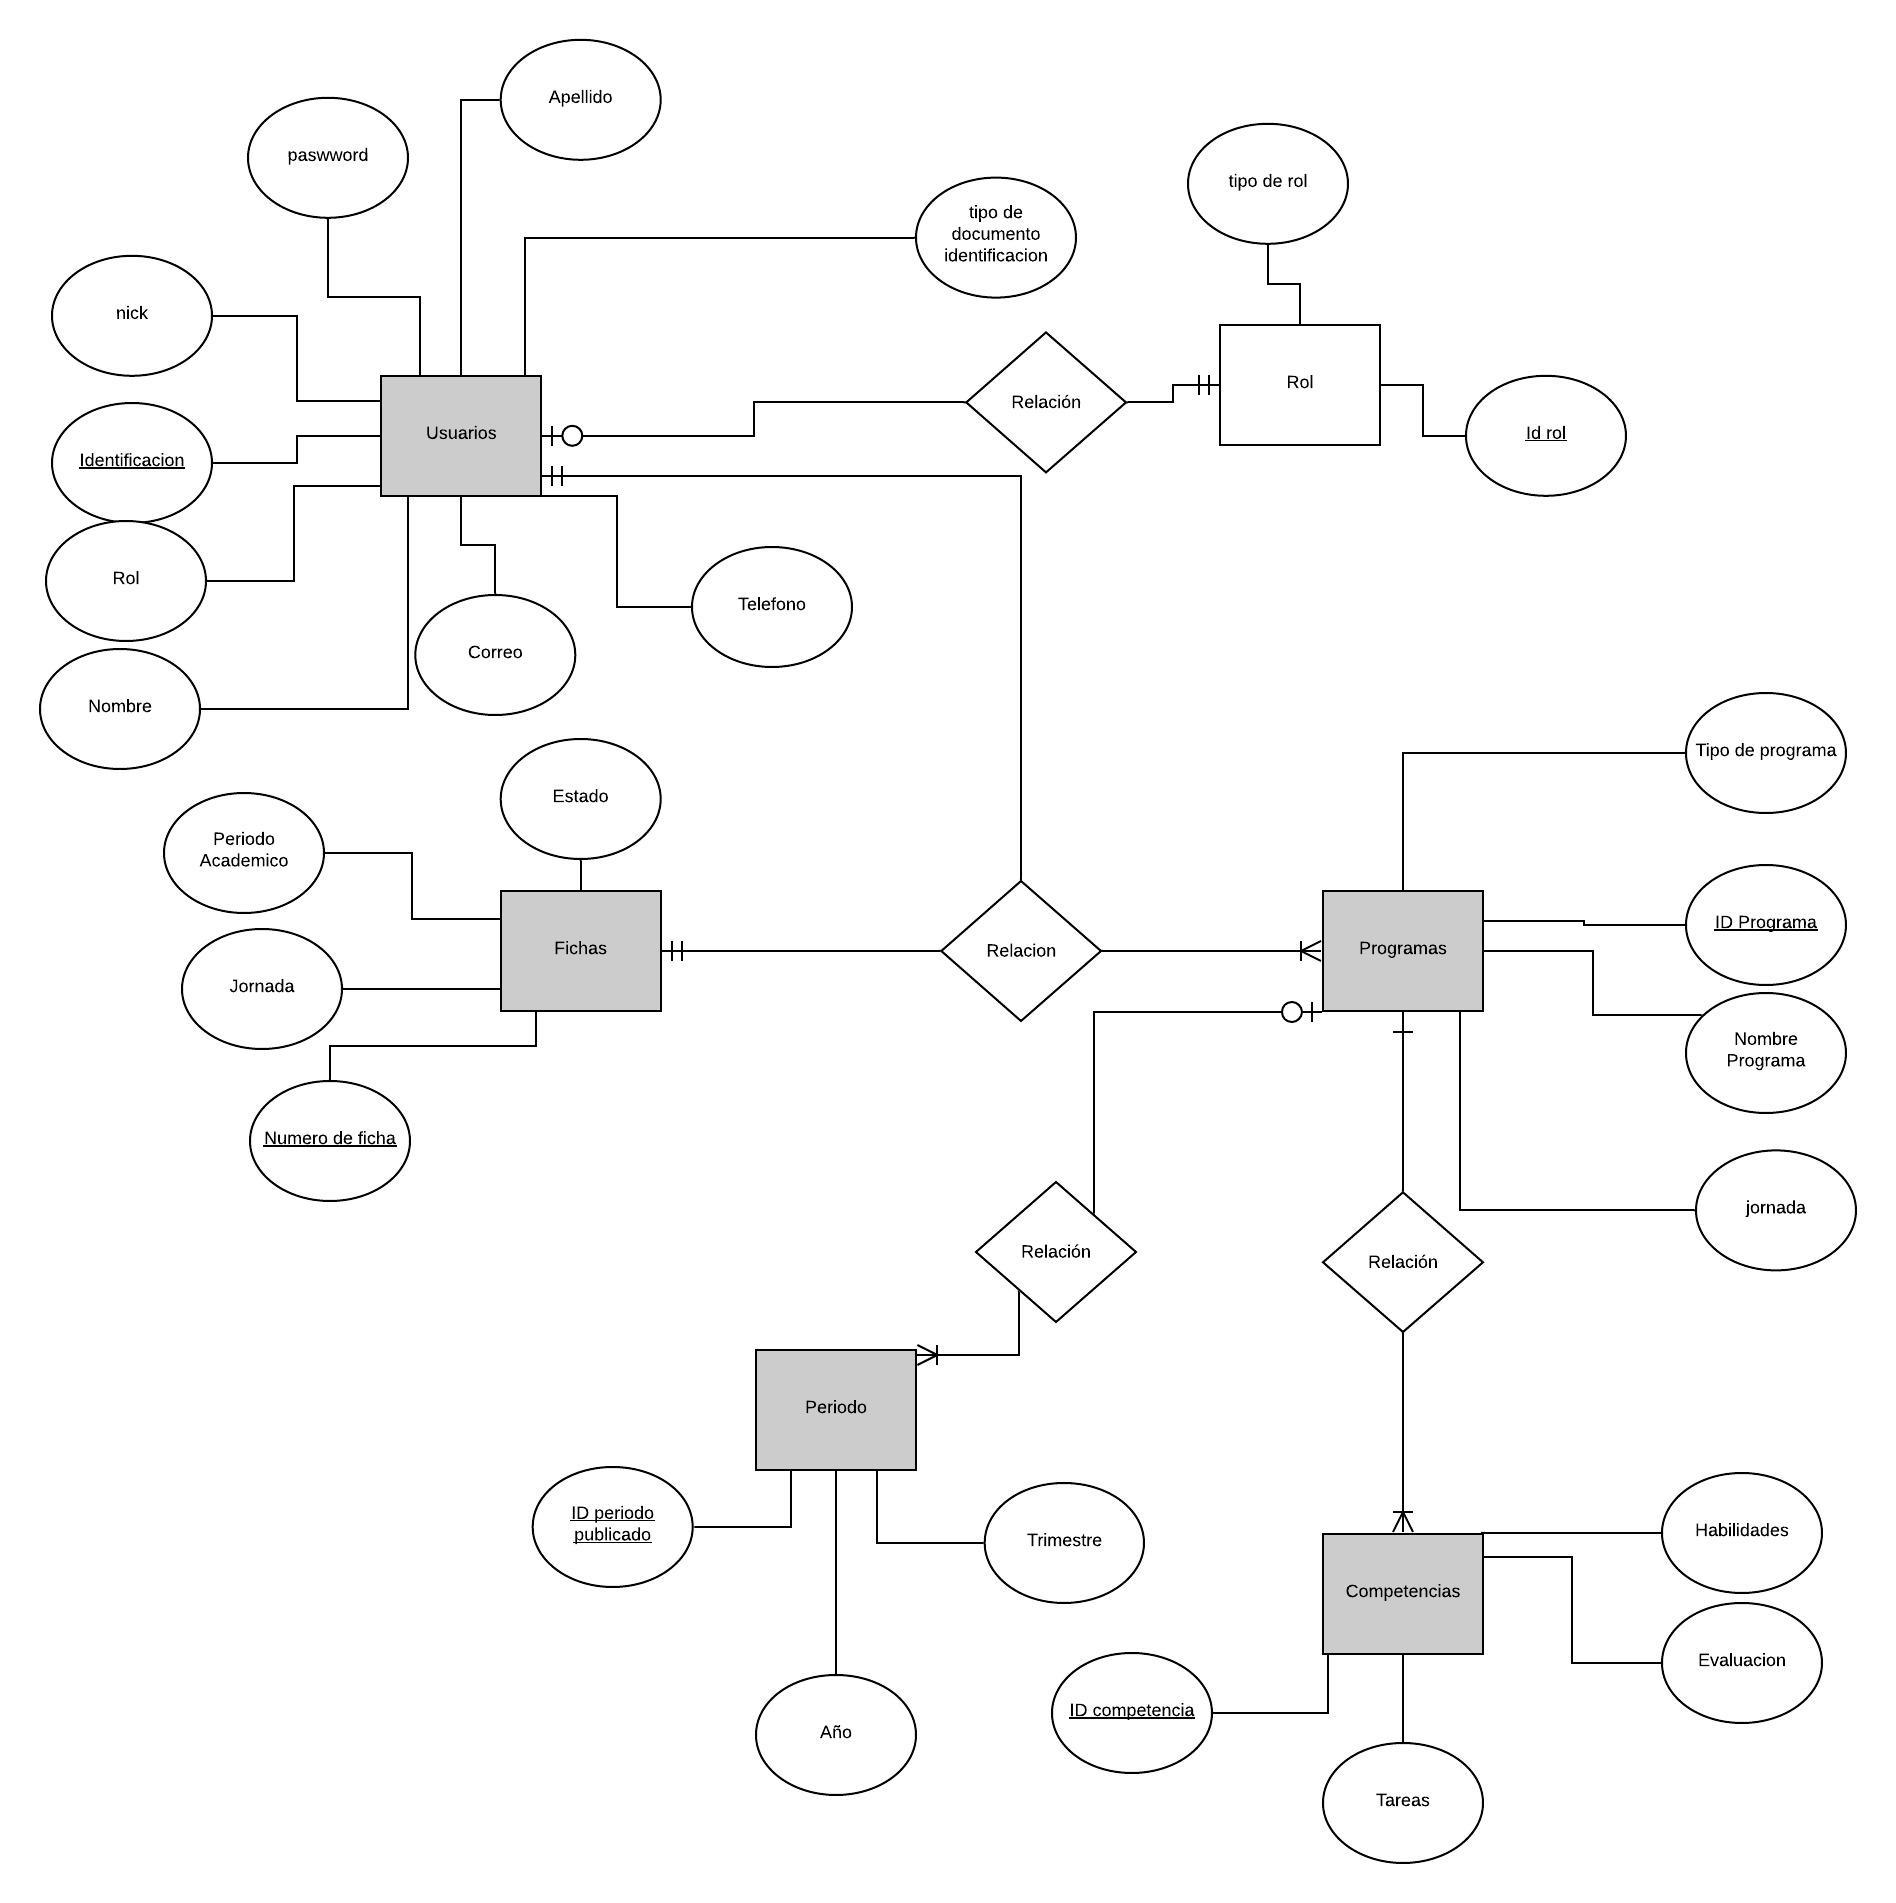 Apellido
paswword
tipo de rol
tipo de
documento
identificacion
nick
Rol
Relación
Usuarios
Id rol
Identificacion
Rol
Telefono
Correo
Nombre
Tipo de programa
Estado
Periodo
Academico
ID Programa
Fichas
Relacion
Programas
Jornada
Nombre
Programa
Numero de ficha
jornada
Relación
Relación
Periodo
ID periodo
publicado
Trimestre
Habilidades
Competencias
Evaluacion
ID competencia
Año
Tareas